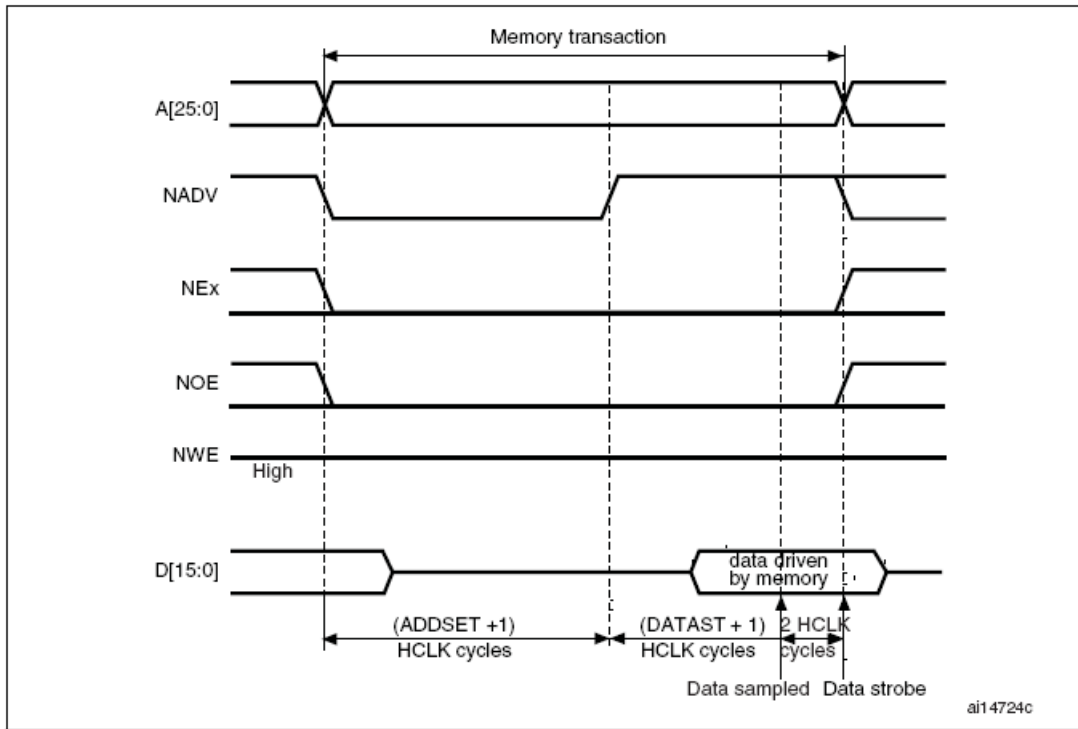 Memory transaction
A[25:0]
NADV
NEx
NOE
NWE
High
D[15:0]
data driven
by memory
(ADDSET +1)
HCLK cycles
(DATAST + 1)
HCLK cycles
2 HCLK
cycles
Data sampled
Data strobe
ai14724c